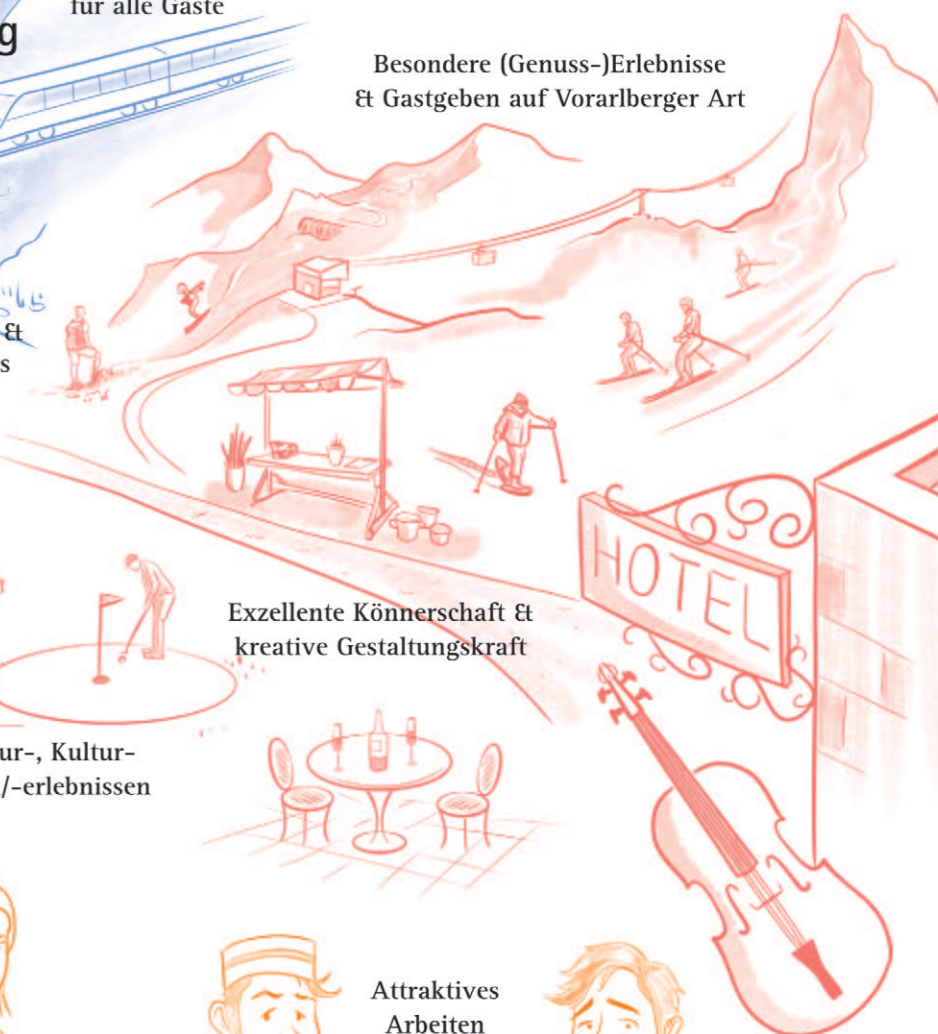 für alle Gäste
g
Besondere (Genuss-)Erlebnisse
& Gastgeben auf Vorarlberger Art
&
s
HOTEL
Exzellente Könnerschaft &
kreative Gestaltungskraft
ur-, Kultur-
/-erlebnissen
Attraktives
Arbeiten